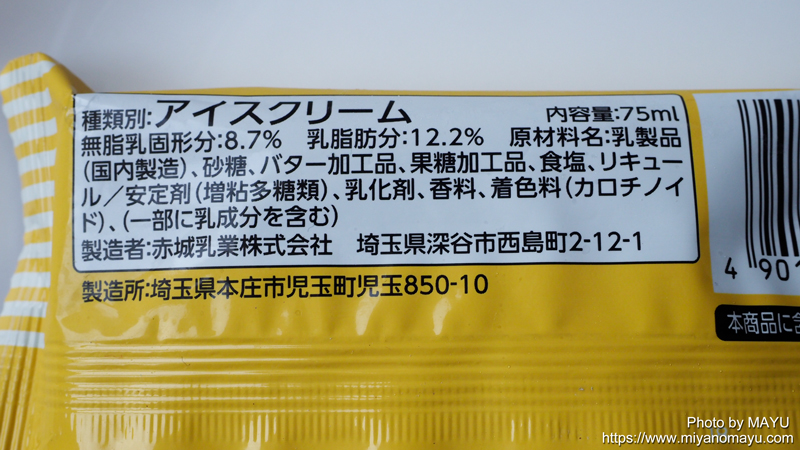 種類別:アイスクリーム 内容量:75ml
無脂乳固形分:8.7% 乳脂肪分:12.2% 原材料名:乳製品
(国内製造)、砂糖、バター加工品、果糖加工品、食塩、リキュー
ル/安定剤(増粘多糖類)、乳化剤、香料、着色料(カロチノイ
ド)、(一部に乳成分を含む)
製造者:赤城乳業株式会社 埼玉県深谷市西島町2-12-1
製造所:埼玉県本庄市児玉町児玉850-10
4 901
本商品に含
Photo by MAYU
https://www.miyanomayu.com/